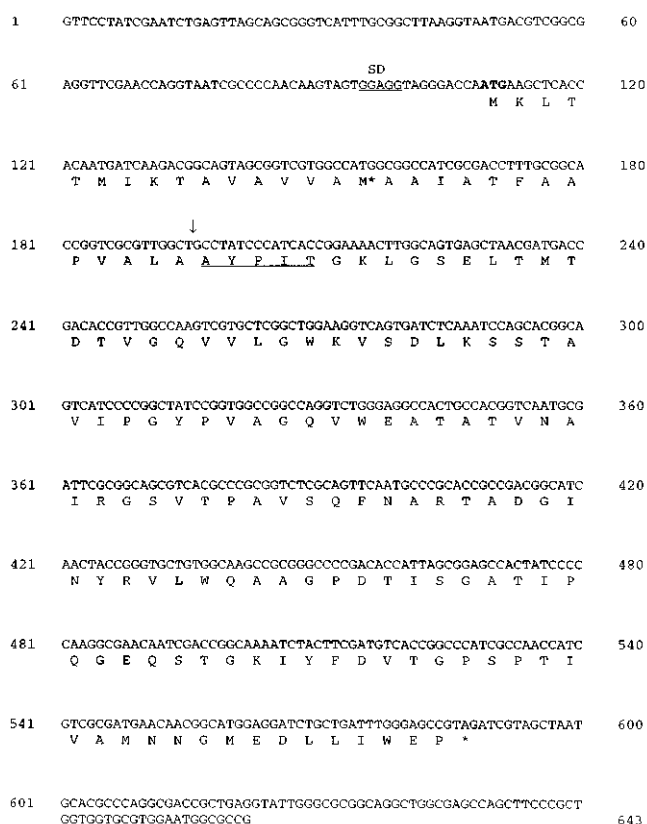 1 GTTCCTATCGAATCTGAGTTAGCAGCGGGTCATTTGCGGCTTAAGGTAATGACGTCGGCG 60
SD
61 AGGTTCGAACCAGGTAATCGCCCCAACAAGTAGTGGAGGTAGGGACCAATGAAGCTCACC 120
M K L T
121 ACAATGATCAAGACGGCAGTAGCGGTCGTGGCCATGGCGGCCATCGCGACCTTTGCGGCA 180
T M I K T A V A V V A M* A A I A T F A A
↓
181 CCGGTCGCGTTGGCTGCCTATCCCATCACCGGAAAACTTGGCAGTGAGCTAACGATGACC 240
P V A L A A Y P I T G K L G S E L T M T
241 GACACCGTTGGCCAAGTCGTGCTCGGCTGGAAGGTCAGTGATCTCAAATCCAGCACGGCA 300
D T V G Q V V L G W K V S D L K S S T A
301 GTCATCCCCGGCTATCCGGTGGCCGGCCAGGTCTGGGAGGCCACTGCCACGGTCAATGCG 360
V I P G Y P V A G Q V W E A T A T V N A
361 ATTCGCGGCAGCGTCACGCCCGCGGTCTCGCAGTTCAATGCCCGCACCGCCGACGGCATC 420
I R G S V T P A V S Q F N A R T A D G I
421 AACTACCGGGTGCTGTGGCAAGCCGCGGGCCCCGACACCATTAGCGGAGCCACTATCCCC 480
N Y R V L W Q A A G P D T I S G A T I P
481 CAAGGCGAACAATCGACCGGCAAAATCTACTTCGATGTCACCGGCCCATCGCCAACCATC 540
Q G E Q S T G K I Y F D V T G P S P T I
541 GTCGCGATGAACAACGGCATGGAGGATCTGCTGATTTGGGAGCCGTAGATCGTAGCTAAT 600
V A M N N G M E D L L I W E P *
601 GCACGCCCAGGCGACCGCTGAGGTATTGGGCGCGGCAGGCTGGCGAGCCAGCTTCCCGCT
GGTGGTGCGTGGAATGGCGCCG 643